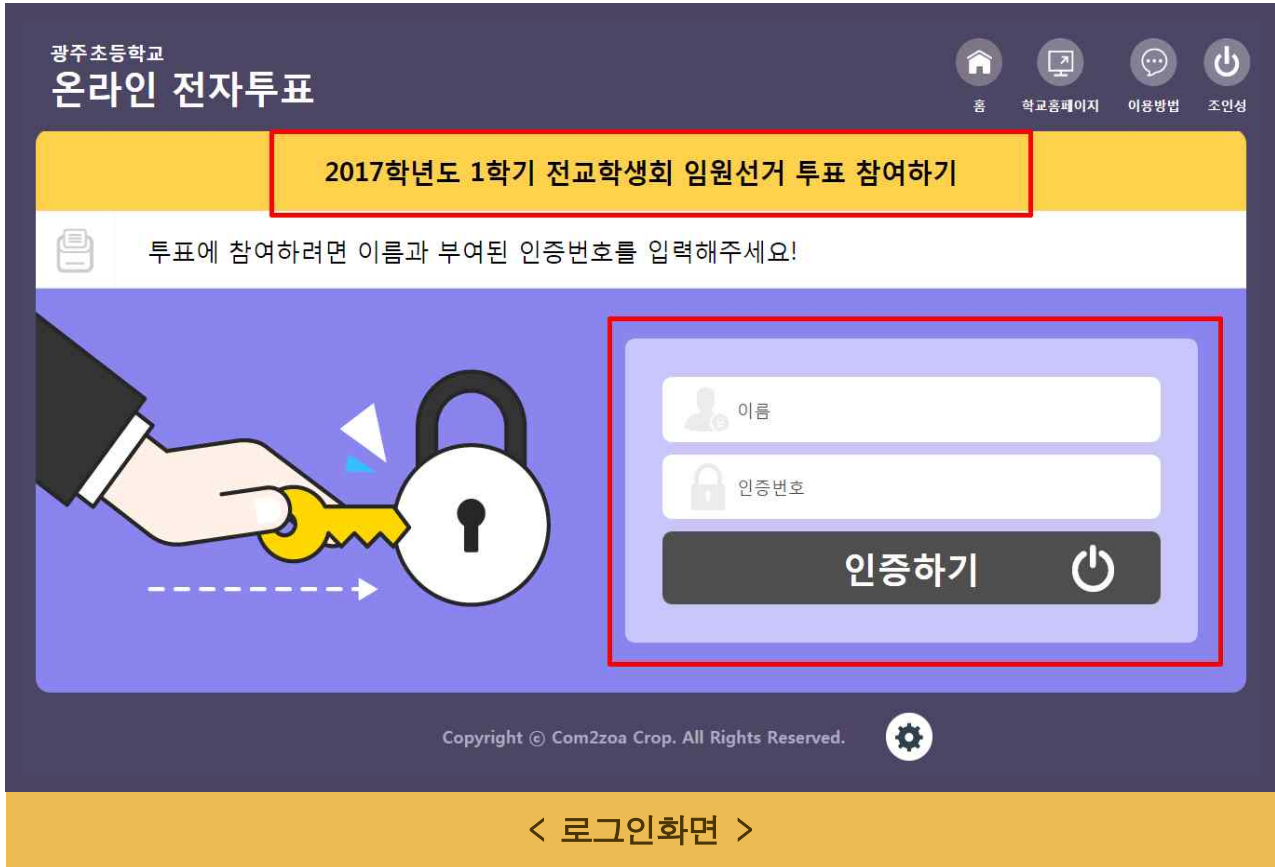 광주초등학교
온라인 전자투표
홈 학교홈페이지 이용방법 조인성
2017학년도 1학기 전교학생회 임원선거 투표 참여하기
투표에 참여하려면 이름과 부여된 인증번호를 입력해주세요!
이름
인증번호
인증하기
Copyright ⓒ Com2zoa Crop. All Rights Reserved.
< 로그인화면 >